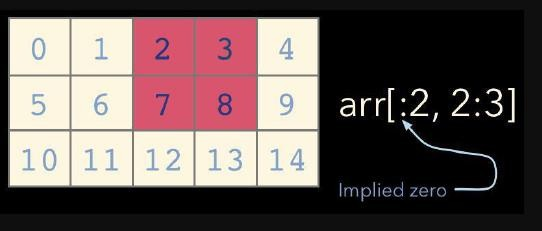 0 1 2 3 4
5 6 7 8 9
10 11 12 13 14
arr[:2, 2:3]
Implied zero